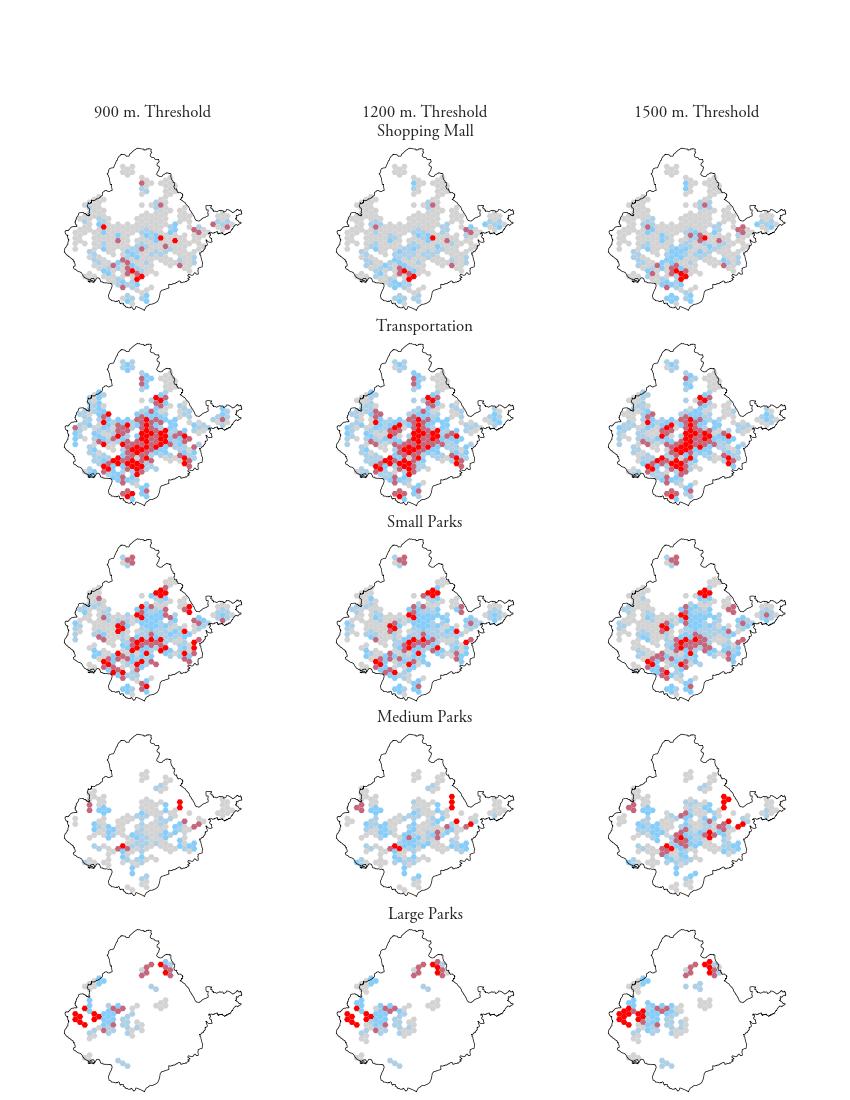 900 m. Threshold 1200 m. Threshold 1500 m. Threshold
Shopping Mall
Transportation
Small Parks
Medium Parks
Large Parks